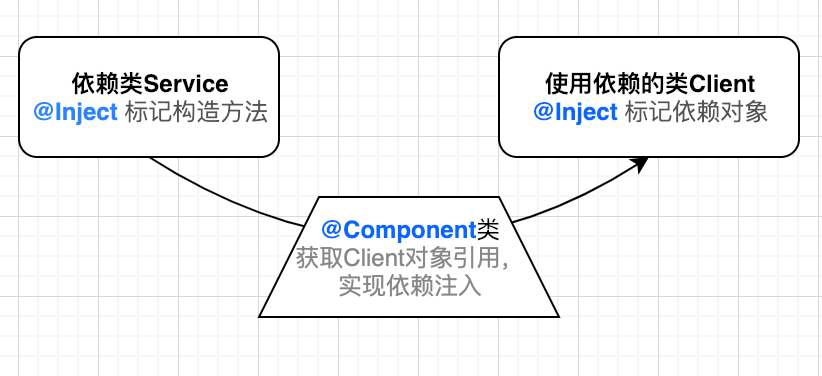 依赖类Service
@Inject 标记构造方法
使用依赖的类Client
@Inject 标记依赖对象
@Component类
获取Client对象引用，
实现依赖注入